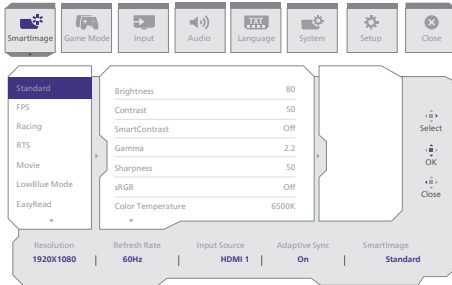 SmartImage
Game Mode
Input
Audio
TXT
Language
System
Setup
Close
Standard
FPS
Racing
RTS
Movie
LowBlue Mode
EasyRead
Brightness 80
Contrast 50
SmartContrast Off
Gamma 2.2
Sharpness 50
sRGB Off
Color Temperature 6500K
Select
OK
Close
Resolution Refresh Rate Input Source Adaptive Sync SmartImage
1920X1080 | 60Hz | HDMI 1 | On | Standard